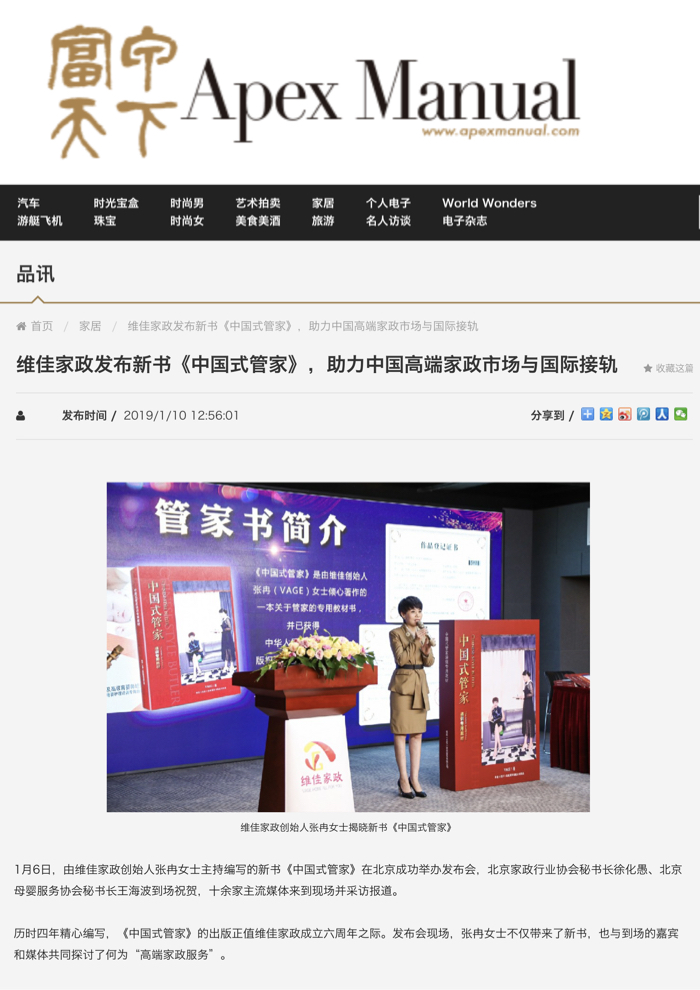 富甲天下
Apex Manual
www.apexmanual.com
汽车 时光宝盒 时尚男 艺术拍卖 家居 个人电子 World Wonders
游艇飞机 珠宝 时尚女 美食美酒 旅游 名人访谈 电子杂志
品讯
首页 / 家居 / 维佳家政发布新书《中国式管家》，助力中国高端家政市场与国际接轨
维佳家政发布新书《中国式管家》，助力中国高端家政市场与国际接轨
收藏这篇
发布时间 / 2019/1/10 12:56:01
分享到 /
管家书简介
《中国式管家》是由维佳创始人
张冉（VAGE）女士倾心著作的
一本关于管家的专用教材书，
并已获得
中华人
版权
作品登记证书
中国式管家
中国式管家
维佳家政
维佳家政创始人张冉女士揭晓新书《中国式管家》
1月6日，由维佳家政创始人张冉女士主持编写的新书《中国式管家》在北京成功举办发布会，北京家政行业协会秘书长徐化愚、北京
母婴服务协会秘书长王海波到场祝贺，十余家主流媒体来到现场并采访报道。
历时四年精心编写，《中国式管家》的出版正值维佳家政成立六周年之际。发布会现场，张冉女士不仅带来了新书，也与到场的嘉宾
和媒体共同探讨了何为“高端家政服务”。